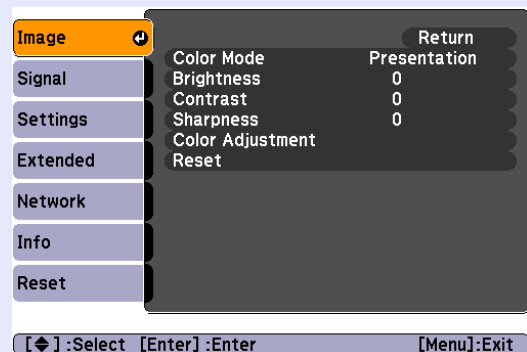 Image
Signal
Settings
Extended
Network
Info
Reset
Return
Color Mode Presentation
Brightness 0
Contrast 0
Sharpness 0
Color Adjustment
Reset
[◆] :Select [Enter] :Enter [Menu]:Exit